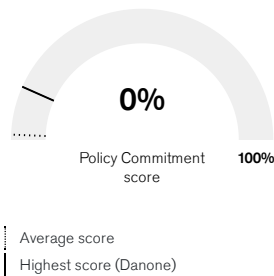 0%
Policy Commitment
score
100%
Average score
Highest score (Danone)